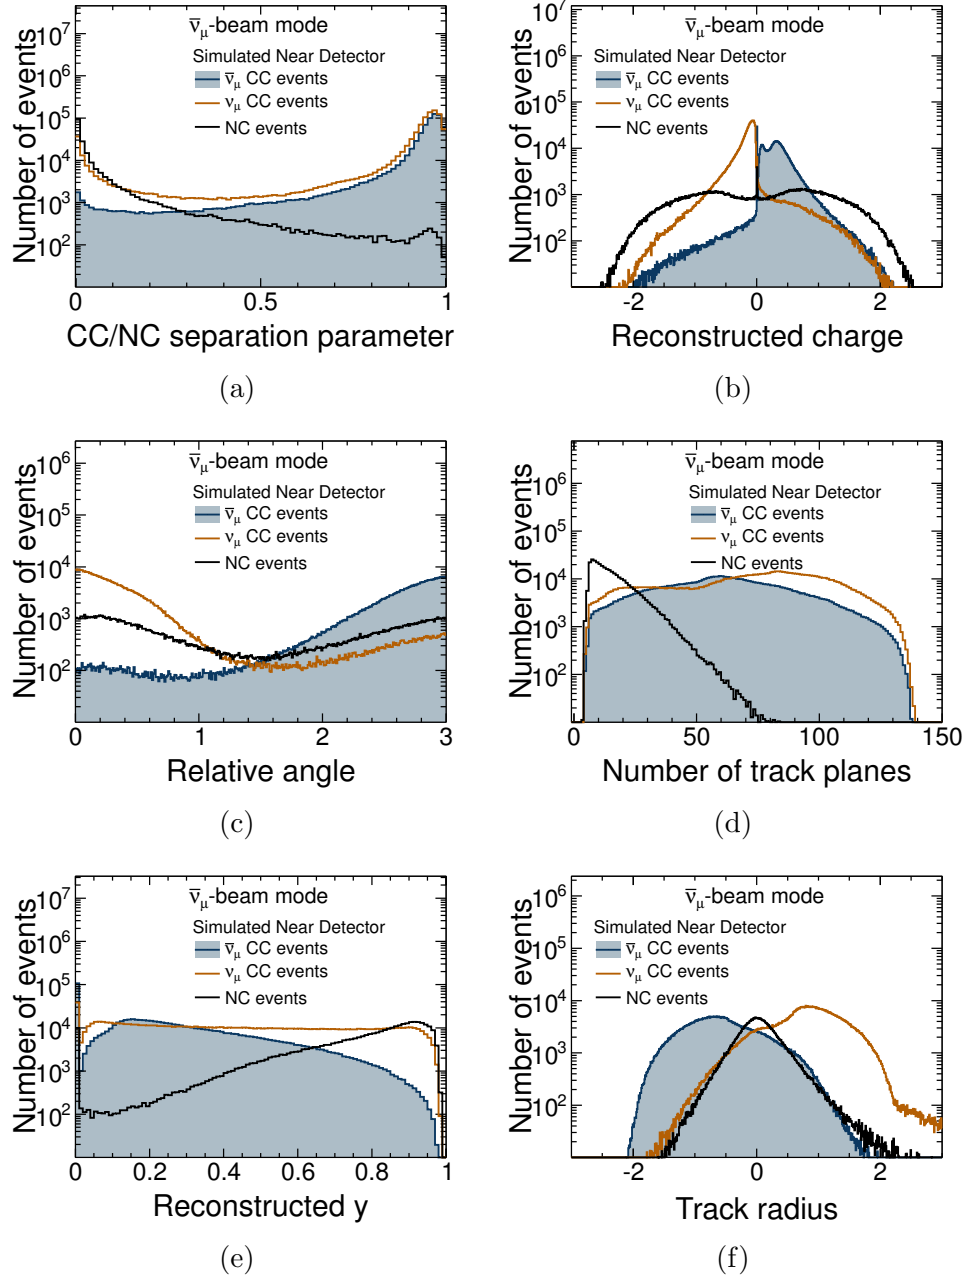 Number of events
10⁷
10⁶
10⁵
10⁴
10³
10²
ν̅μ-beam mode
Simulated Near Detector
ν̅μ CC events
νμ CC events
NC events
0 0.5 1
CC/NC separation parameter
(a)
Number of events
10⁷
10⁶
10⁵
10⁴
10³
10²
ν̅μ-beam mode
Simulated Near Detector
ν̅μ CC events
νμ CC events
NC events
-2 0 2
Reconstructed charge
(b)
Number of events
10⁶
10⁵
10⁴
10³
10²
ν̅μ-beam mode
Simulated Near Detector
ν̅μ CC events
νμ CC events
NC events
0 1 2 3
Relative angle
(c)
Number of events
10⁶
10⁵
10⁴
10³
10²
ν̅μ-beam mode
Simulated Near Detector
ν̅μ CC events
νμ CC events
NC events
0 50 100 150
Number of track planes
(d)
Number of events
10⁷
10⁶
10⁵
10⁴
10³
10²
ν̅μ-beam mode
Simulated Near Detector
ν̅μ CC events
νμ CC events
NC events
0 0.2 0.4 0.6 0.8 1
Reconstructed y
(e)
Number of events
10⁶
10⁵
10⁴
10³
10²
ν̅μ-beam mode
Simulated Near Detector
ν̅μ CC events
νμ CC events
NC events
-2 0 2
Track radius
(f)